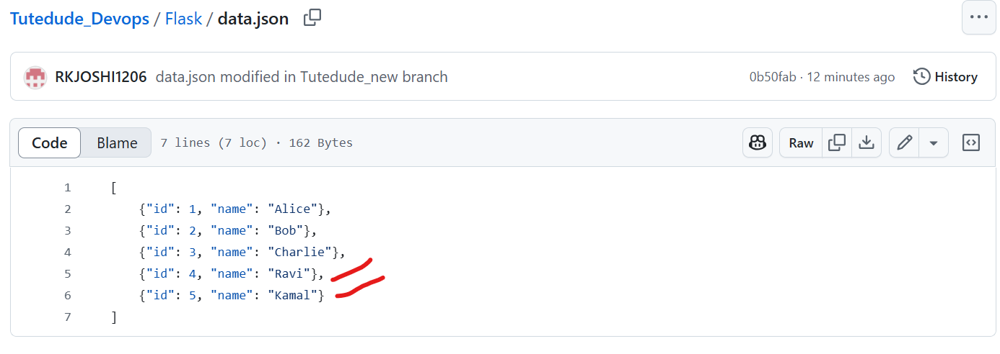 Tutedude_Devops / Flask / data.json
RKJOSHI1206 data.json modified in Tutedude_new branch 0b50fab · 12 minutes ago History
Code Blame 7 lines (7 loc) · 162 Bytes Raw
1 [
2 {"id": 1, "name": "Alice"},
3 {"id": 2, "name": "Bob"},
4 {"id": 3, "name": "Charlie"},
5 {"id": 4, "name": "Ravi"},
6 {"id": 5, "name": "Kamal"}
7 ]